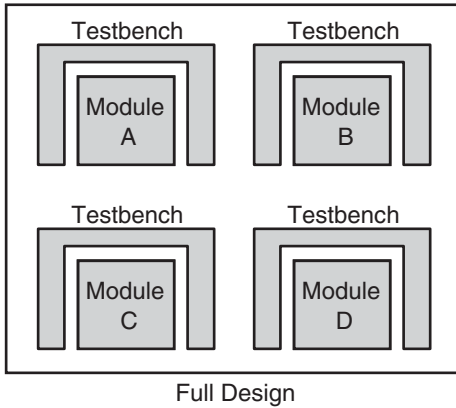 Testbench
Testbench
Module
A
Module
B
Testbench
Testbench
Module
C
Module
D
Full Design